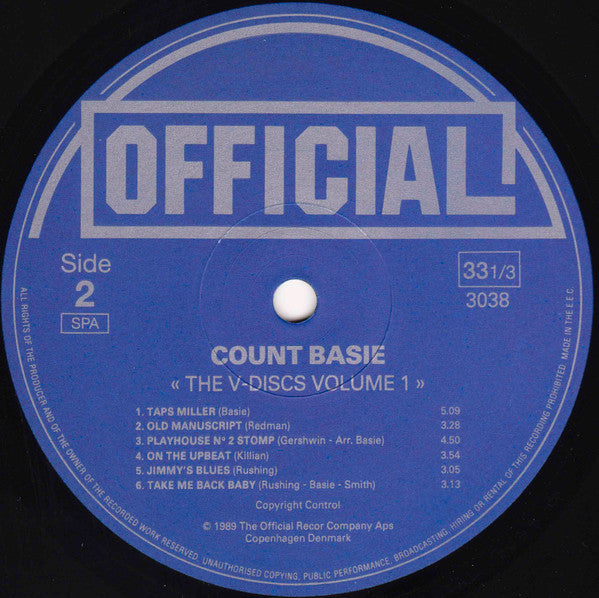 OFFICIAL
Side
2
SPA
33 1/3
3038
COUNT BASIE
« THE V-DISCS VOLUME 1 »
1. TAPS MILLER (Basie) 5.09
2. OLD MANUSCRIPT (Redman) 3.28
3. PLAYHOUSE Nº 2 STOMP (Gershwin - Arr. Basie) 4.50
4. ON THE UPBEAT (Killian) 3.54
5. JIMMY'S BLUES (Rushing) 3.05
6. TAKE ME BACK BABY (Rushing - Basie - Smith) 3.13
Copyright Control
© 1989 The Official Recor Company Aps
Copenhagen Denmark
ALL RIGHTS OF THE PRODUCER AND OF THE OWNER OF THE RECORDED WORK RESERVED. UNAUTHORISED COPYING, PUBLIC PERFORMANCE, BROADCASTING, HIRING OR RENTAL OF THIS RECORDING PROHIBITED. MADE IN THE E.E.C.